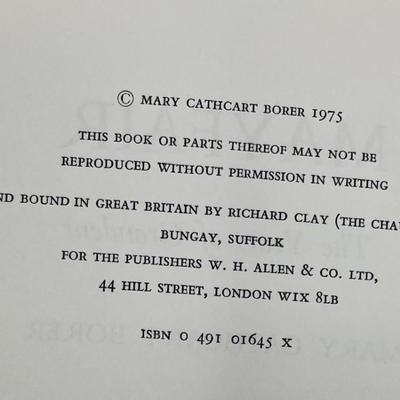 © MARY CATHCART BORER 1975
THIS BOOK OR PARTS THEREOF MAY NOT BE
REPRODUCED WITHOUT PERMISSION IN WRITING
ND BOUND IN GREAT BRITAIN BY RICHARD CLAY (THE CHAU
BUNGAY, SUFFOLK
FOR THE PUBLISHERS W. H. ALLEN & CO. LTD,
44 HILL STREET, LONDON WIX 8LB
ISBN 0 491 01645 X